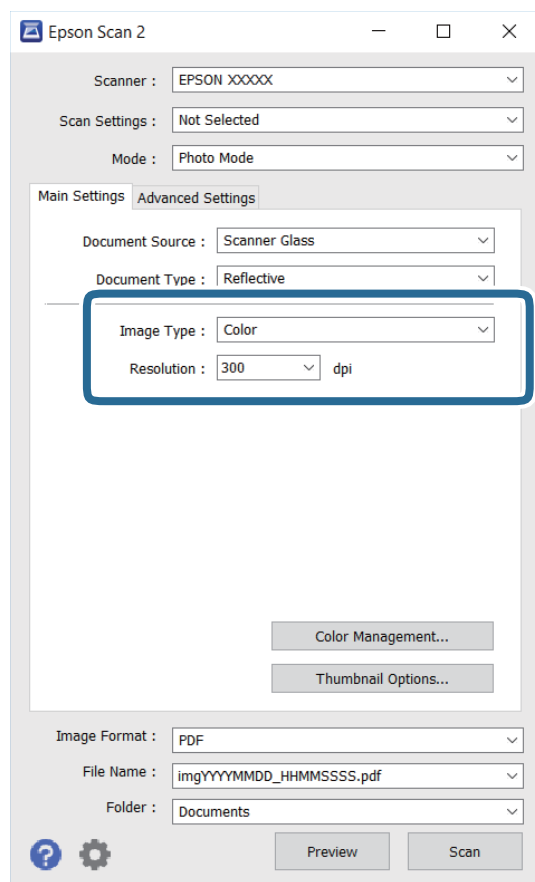 Epson Scan 2
Scanner : EPSON XXXXX
Scan Settings : Not Selected
Mode : Photo Mode
Main Settings Advanced Settings
Document Source : Scanner Glass
Document Type : Reflective
Image Type : Color
Resolution : 300 dpi
Color Management...
Thumbnail Options...
Image Format : PDF
File Name : imgYYYYMMDD_HHMMSSSS.pdf
Folder : Documents
? Preview Scan